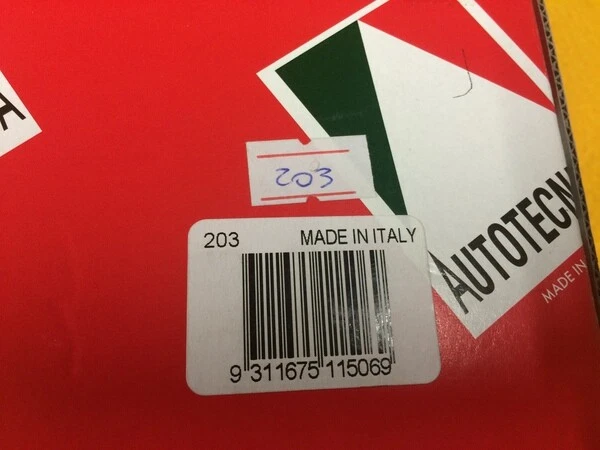 203
203 MADE IN ITALY
9 311675 115069
AUTOTECN
MADE IN